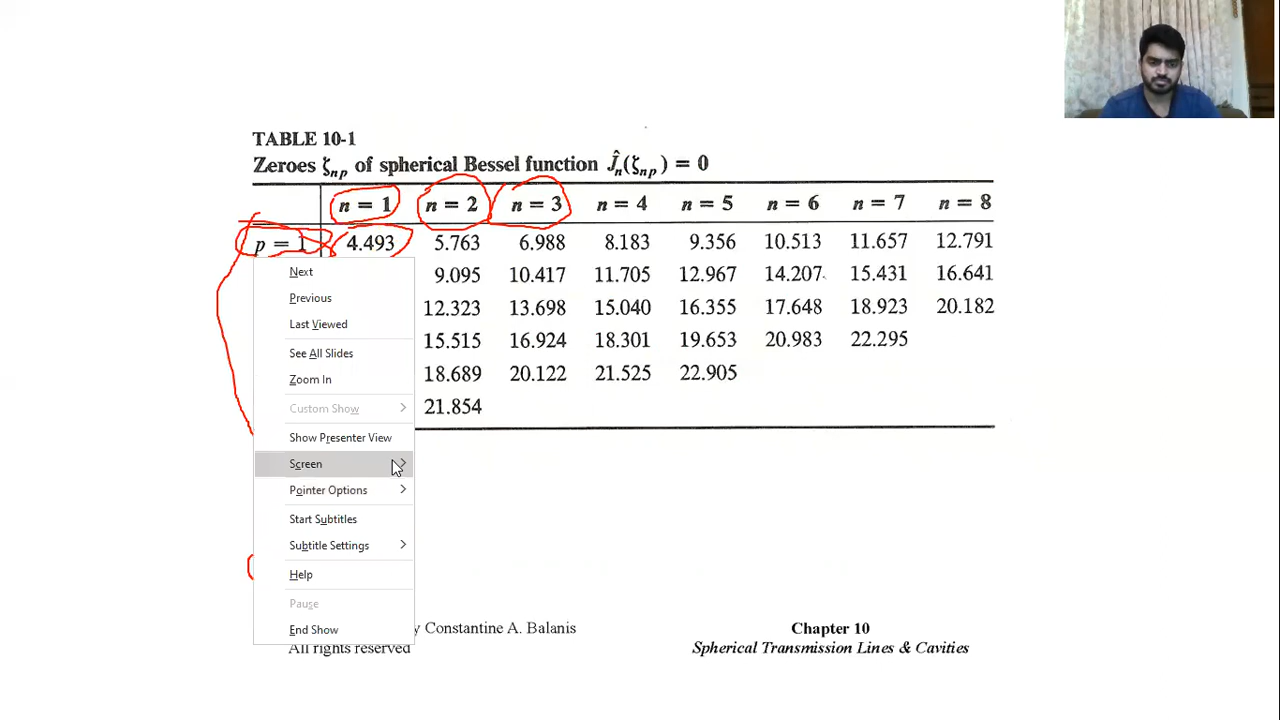 TABLE 10-1
Zeroes ζnp of spherical Bessel function Ĵn(ζnp) = 0
n = 1 n = 2 n = 3 n = 4 n = 5 n = 6 n = 7 n = 8
p = 1 4.493 5.763 6.988 8.183 9.356 10.513 11.657 12.791
9.095 10.417 11.705 12.967 14.207 15.431 16.641
12.323 13.698 15.040 16.355 17.648 18.923 20.182
15.515 16.924 18.301 19.653 20.983 22.295
18.689 20.122 21.525 22.905
21.854
Next
Previous
Last Viewed
See All Slides
Zoom In
Custom Show
Show Presenter View
Screen
Pointer Options
Start Subtitles
Subtitle Settings
Help
Pause
End Show
Constantine A. Balanis
All rights reserved
Chapter 10
Spherical Transmission Lines & Cavities